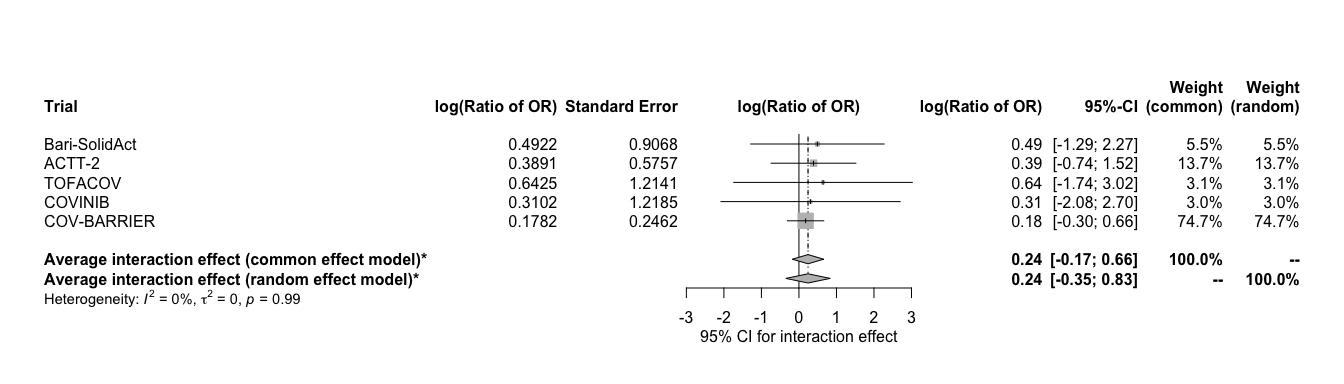 Weight Weight
Trial log(Ratio of OR) Standard Error log(Ratio of OR) log(Ratio of OR) 95%-CI (common) (random)
Bari-SolidAct 0.4922 0.9068 0.49 [-1.29; 2.27] 5.5% 5.5%
ACTT-2 0.3891 0.5757 0.39 [-0.74; 1.52] 13.7% 13.7%
TOFACOV 0.6425 1.2141 0.64 [-1.74; 3.02] 3.1% 3.1%
COVINIB 0.3102 1.2185 0.31 [-2.08; 2.70] 3.0% 3.0%
COV-BARRIER 0.1782 0.2462 0.18 [-0.30; 0.66] 74.7% 74.7%
Average interaction effect (common effect model)* 0.24 [-0.17; 0.66] 100.0% --
Average interaction effect (random effect model)* 0.24 [-0.35; 0.83] -- 100.0%
Heterogeneity: I² = 0%, τ² = 0, p = 0.99
-3 -2 -1 0 1 2 3
95% CI for interaction effect